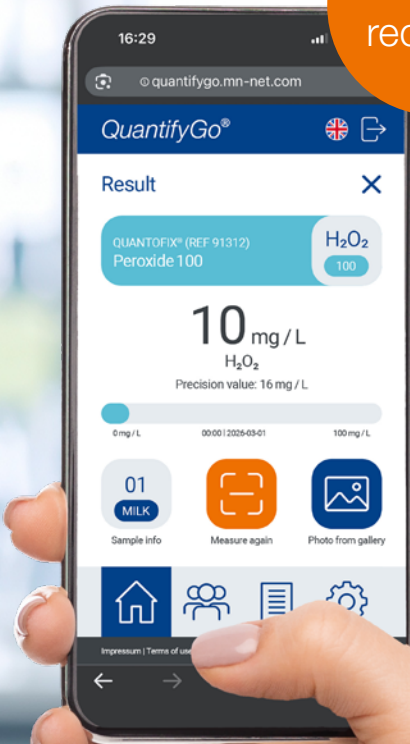 16:29
rec
quantifygo.mn-net.com
QuantifyGo®
Result
QUANTOFIX® (REF 91312)
Peroxide 100
H₂O₂
100
10 mg/L
H₂O₂
Precision value: 16 mg/L
0 mg/L 00:00 | 2026-03-01 100 mg/L
01
MILK
Sample info Measure again Photo from gallery
Impressum | Terms of use